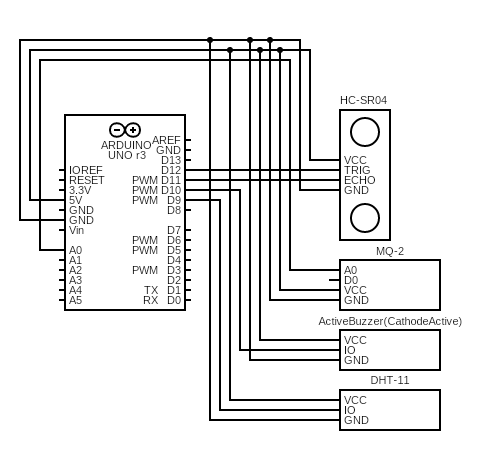 HC-SR04
VCC
TRIG
ECHO
GND
ARDUINO
UNO r3
AREF
GND
D13
IOREF D12
RESET PWM D11
3.3V PWM D10
5V PWM D9
GND D8
GND
Vin D7
PWM D6
A0 PWM D5
A1 D4
A2 PWM D3
A3 D2
A4 TX D1
A5 RX D0
MQ-2
A0
D0
VCC
GND
ActiveBuzzer(CathodeActive)
VCC
IO
GND
DHT-11
VCC
IO
GND